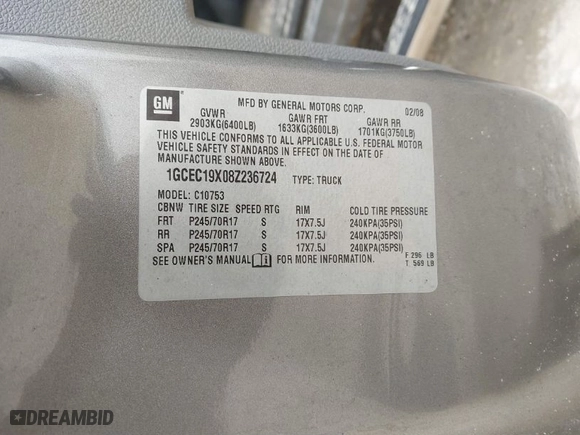 GM
MFD BY GENERAL MOTORS CORP. 02/08
GVWR GAWR FRT GAWR RR
2903KG(6400LB) 1633KG(3600LB) 1701KG(3750LB)
THIS VEHICLE CONFORMS TO ALL APPLICABLE U.S. FEDERAL MOTOR
VEHICLE SAFETY STANDARDS IN EFFECT ON THE DATE OF
MANUFACTURE SHOWN ABOVE.
1GCEC19X08Z236724 TYPE: TRUCK
MODEL: C10753
CBNW TIRE SIZE SPEED RTG RIM COLD TIRE PRESSURE
FRT P245/70R17 S 17X7.5J 240KPA(35PSI)
RR P245/70R17 S 17X7.5J 240KPA(35PSI)
SPA P245/70R17 S 17X7.5J 240KPA(35PSI)
SEE OWNER'S MANUAL FOR MORE INFORMATION.
F 296 LB
T 569 LB
DREAMBID